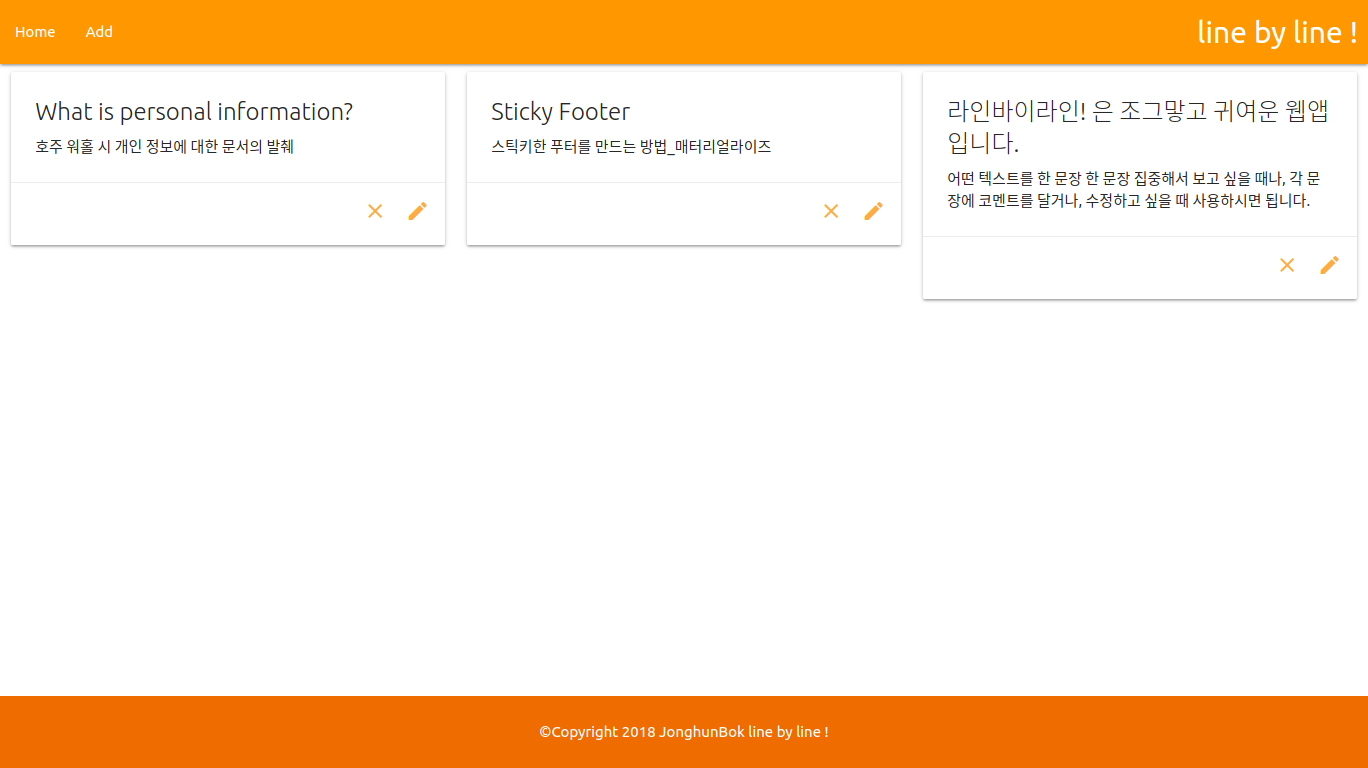 Home Add line by line !
What is personal information?
호주 워홀 시 개인 정보에 대한 문서의 발췌
Sticky Footer
스틱키한 푸터를 만드는 방법_매터리얼라이즈
라인바이라인! 은 조그맣고 귀여운 웹앱
입니다.
어떤 텍스트를 한 문장 한 문장 집중해서 보고 싶을 때나, 각 문
장에 코멘트를 달거나, 수정하고 싶을 때 사용하시면 됩니다.
©Copyright 2018 JonghunBok line by line !